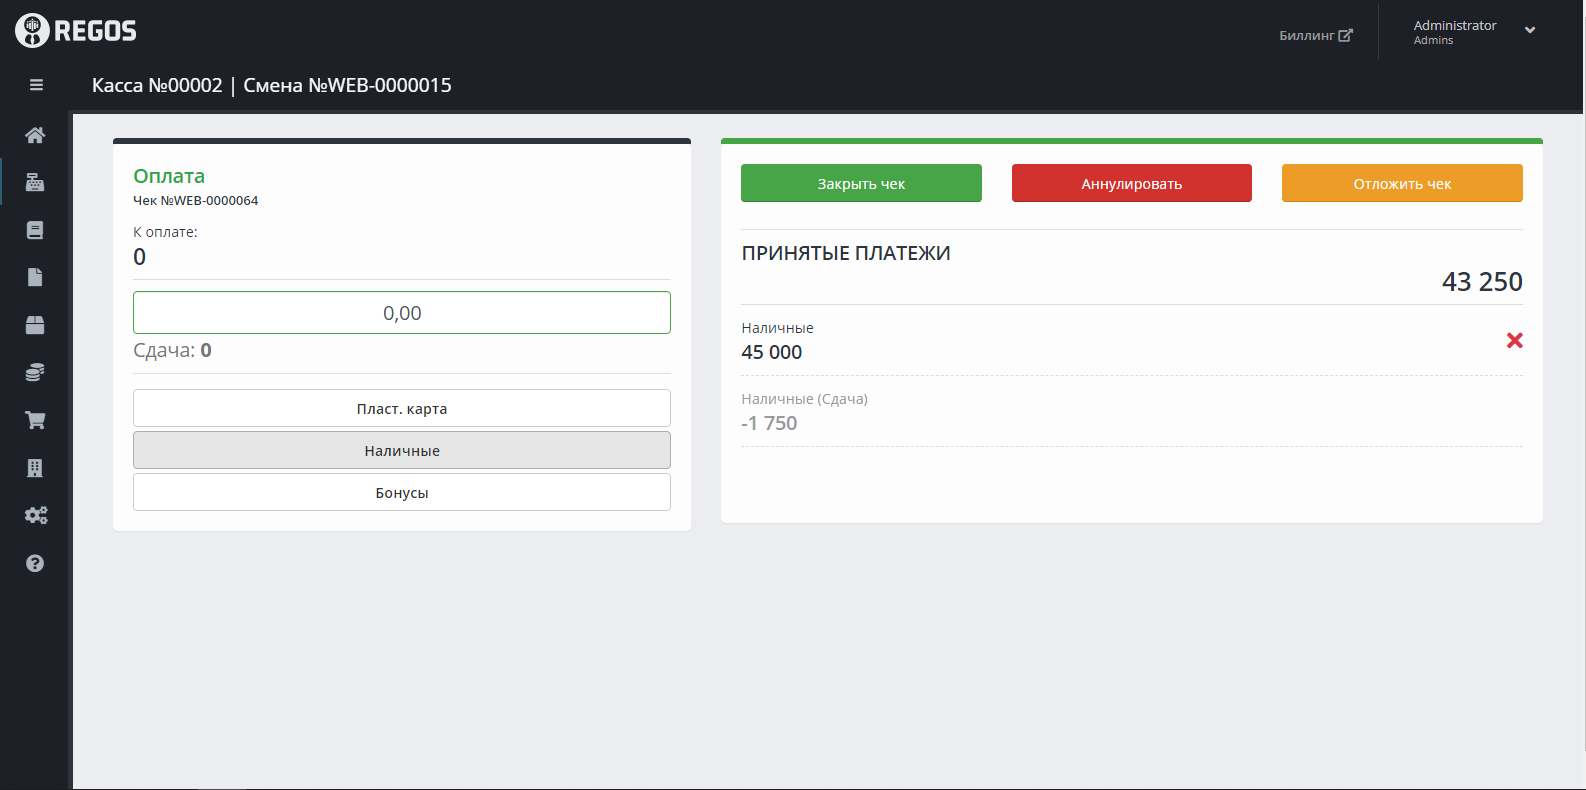 REGOS
Биллинг
Administrator
Admins
Касса №00002 | Смена №WEB-0000015
Оплата
Чек №WEB-0000064
К оплате:
0
0,00
Сдача: 0
Пласт. карта
Наличные
Бонусы
Закрыть чек
Аннулировать
Отложить чек
ПРИНЯТЫЕ ПЛАТЕЖИ
43 250
Наличные
45 000
Наличные (Сдача)
-1 750